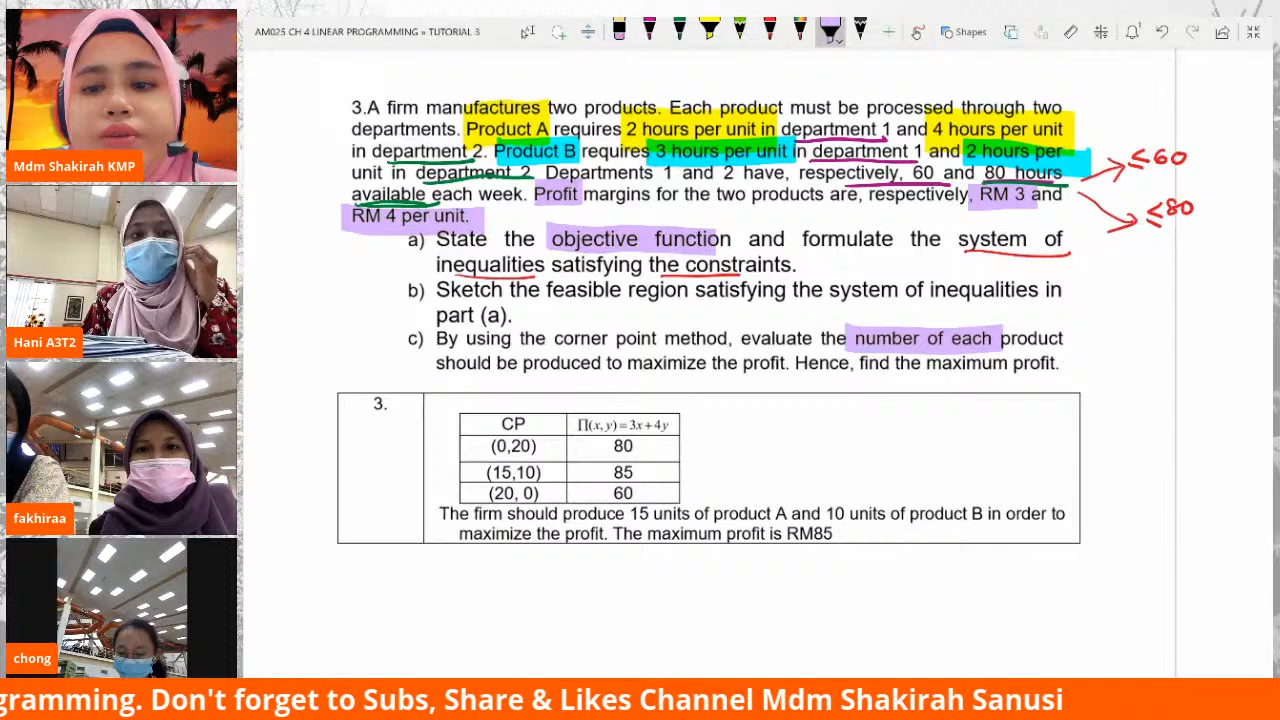 AM025 CH 4 LINEAR PROGRAMMING » TUTORIAL 3
Shapes
3.A firm manufactures two products. Each product must be processed through two
departments. Product A requires 2 hours per unit in department 1 and 4 hours per unit
in department 2. Product B requires 3 hours per unit in department 1 and 2 hours per
unit in department 2. Departments 1 and 2 have, respectively, 60 and 80 hours
available each week. Profit margins for the two products are, respectively, RM 3 and
RM 4 per unit.
≤60
≤80
a) State the objective function and formulate the system of
inequalities satisfying the constraints.
b) Sketch the feasible region satisfying the system of inequalities in
part (a).
c) By using the corner point method, evaluate the number of each product
should be produced to maximize the profit. Hence, find the maximum profit.
3.
CP ∏(x, y) = 3x + 4y
(0,20) 80
(15,10) 85
(20, 0) 60
The firm should produce 15 units of product A and 10 units of product B in order to
maximize the profit. The maximum profit is RM85
Mdm Shakirah KMP
Hani A3T2
fakhiraa
chong
gramming. Don't forget to Subs, Share & Likes Channel Mdm Shakirah Sanusi